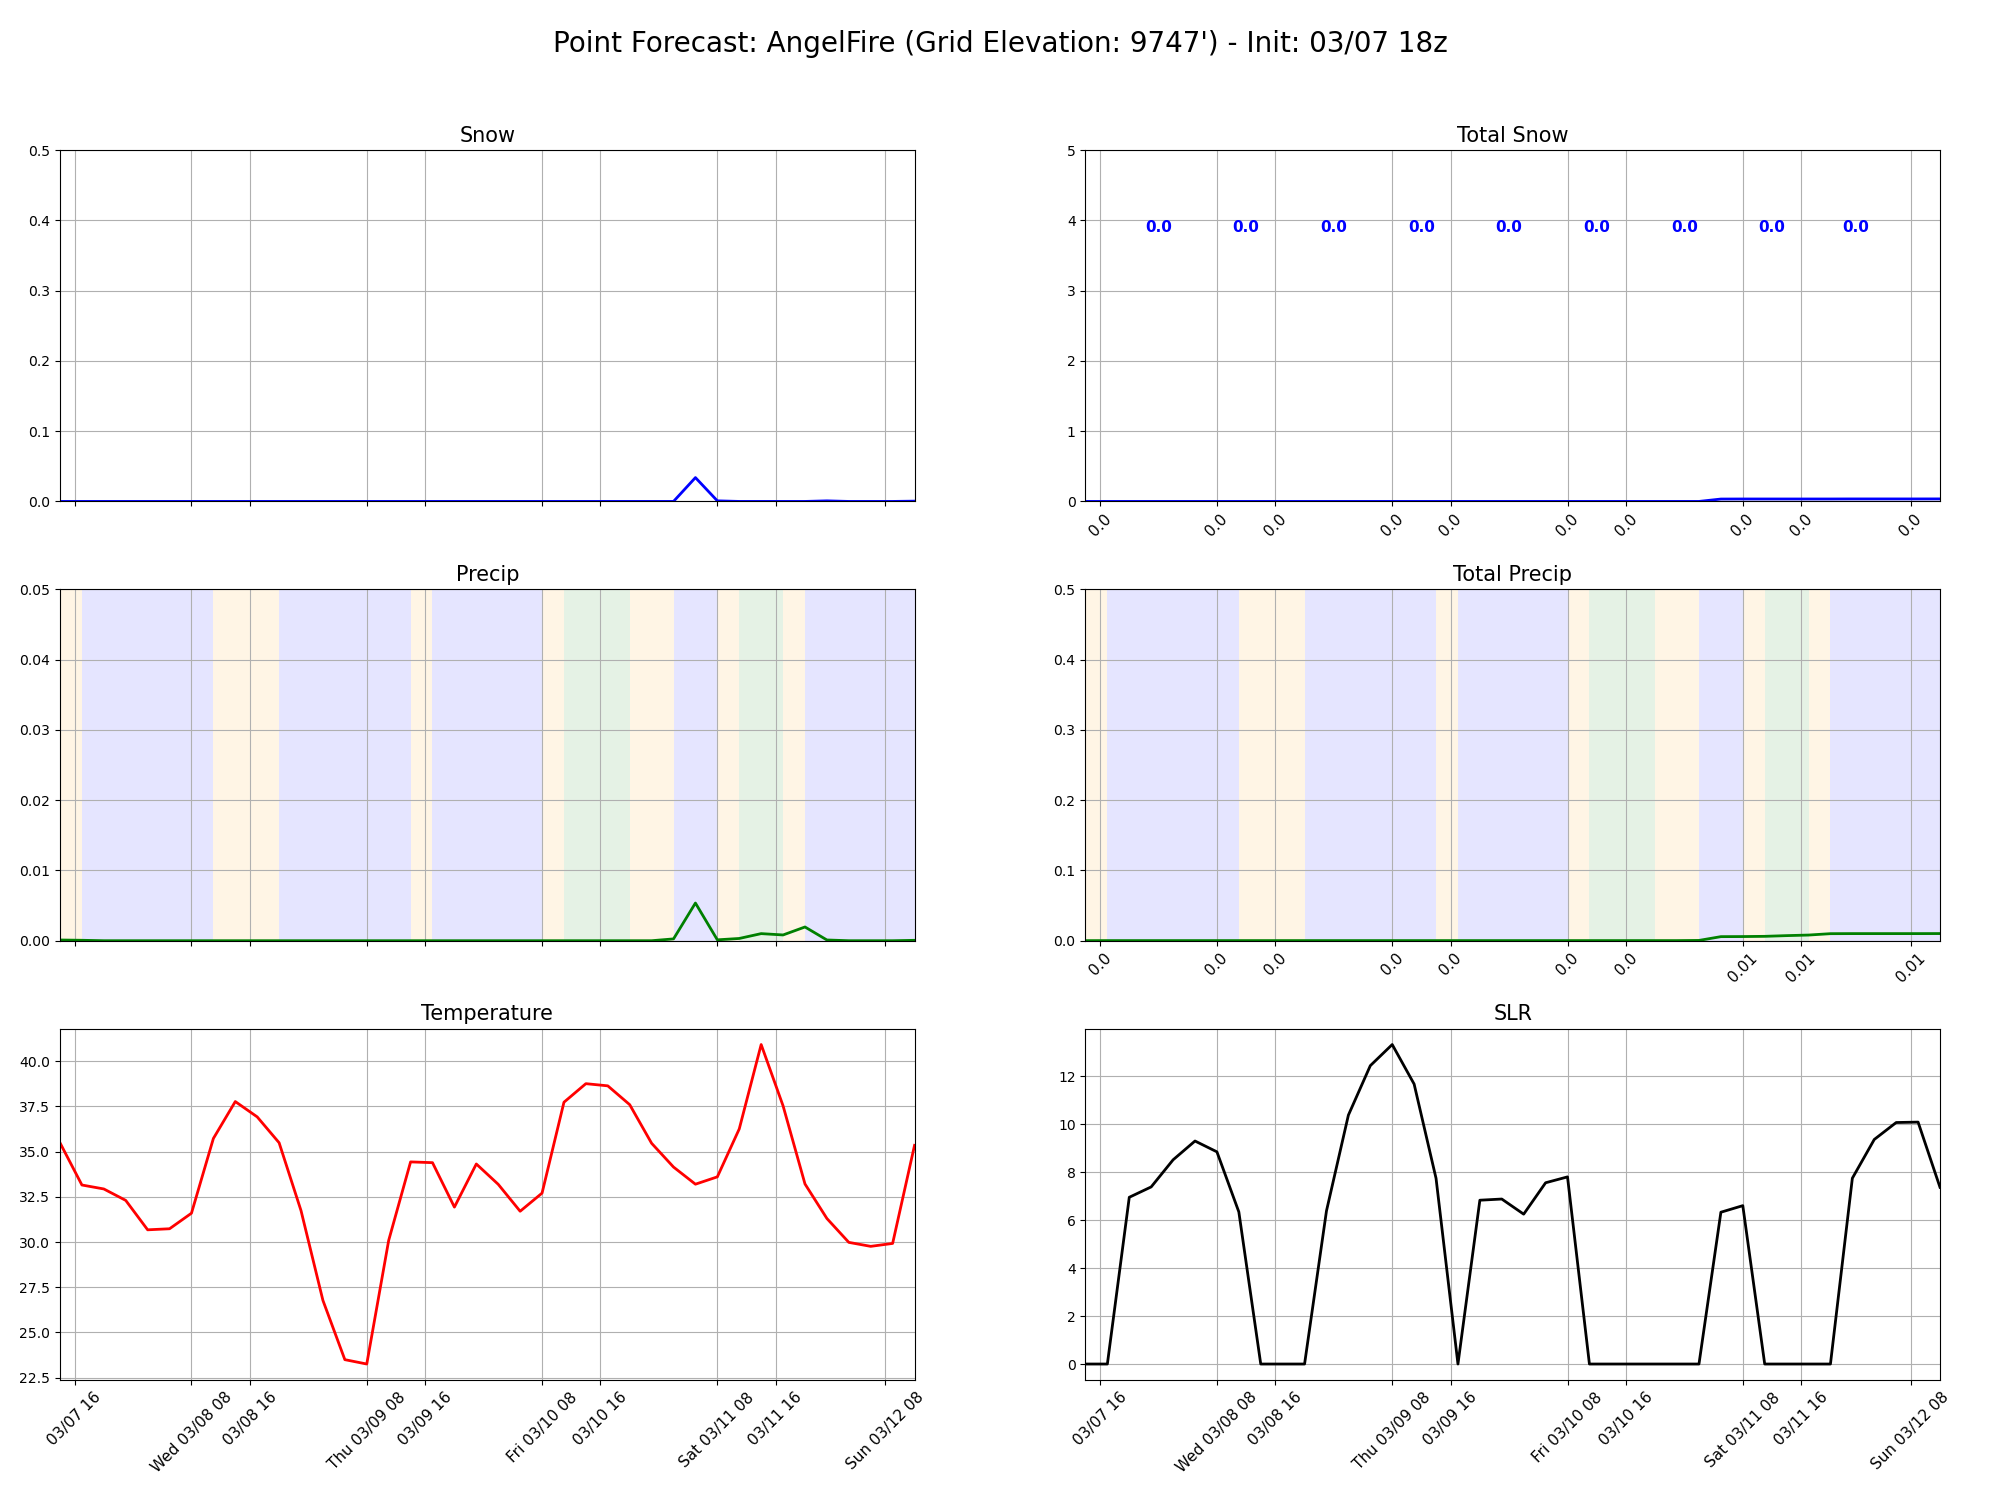 Point Forecast: AngelFire (Grid Elevation: 9747') - Init: 03/07 18z
Snow
0.5
0.4
0.3
0.2
0.1
0.0
Total Snow
5
4
3
2
1
0
0.0 0.0 0.0 0.0 0.0 0.0 0.0 0.0 0.0
0.0 0.0 0.0 0.0 0.0 0.0 0.0 0.0 0.0 0.0
Precip
0.05
0.04
0.03
0.02
0.01
0.00
Total Precip
0.5
0.4
0.3
0.2
0.1
0.0
0.0 0.0 0.0 0.0 0.0 0.0 0.0 0.01 0.01 0.01
Temperature
40.0
37.5
35.0
32.5
30.0
27.5
25.0
22.5
03/07 16
Wed 03/08 08
03/08 16
Thu 03/09 08
03/09 16
Fri 03/10 08
03/10 16
Sat 03/11 08
03/11 16
Sun 03/12 08
SLR
12
10
8
6
4
2
0
03/07 16
Wed 03/08 08
03/08 16
Thu 03/09 08
03/09 16
Fri 03/10 08
03/10 16
Sat 03/11 08
03/11 16
Sun 03/12 08